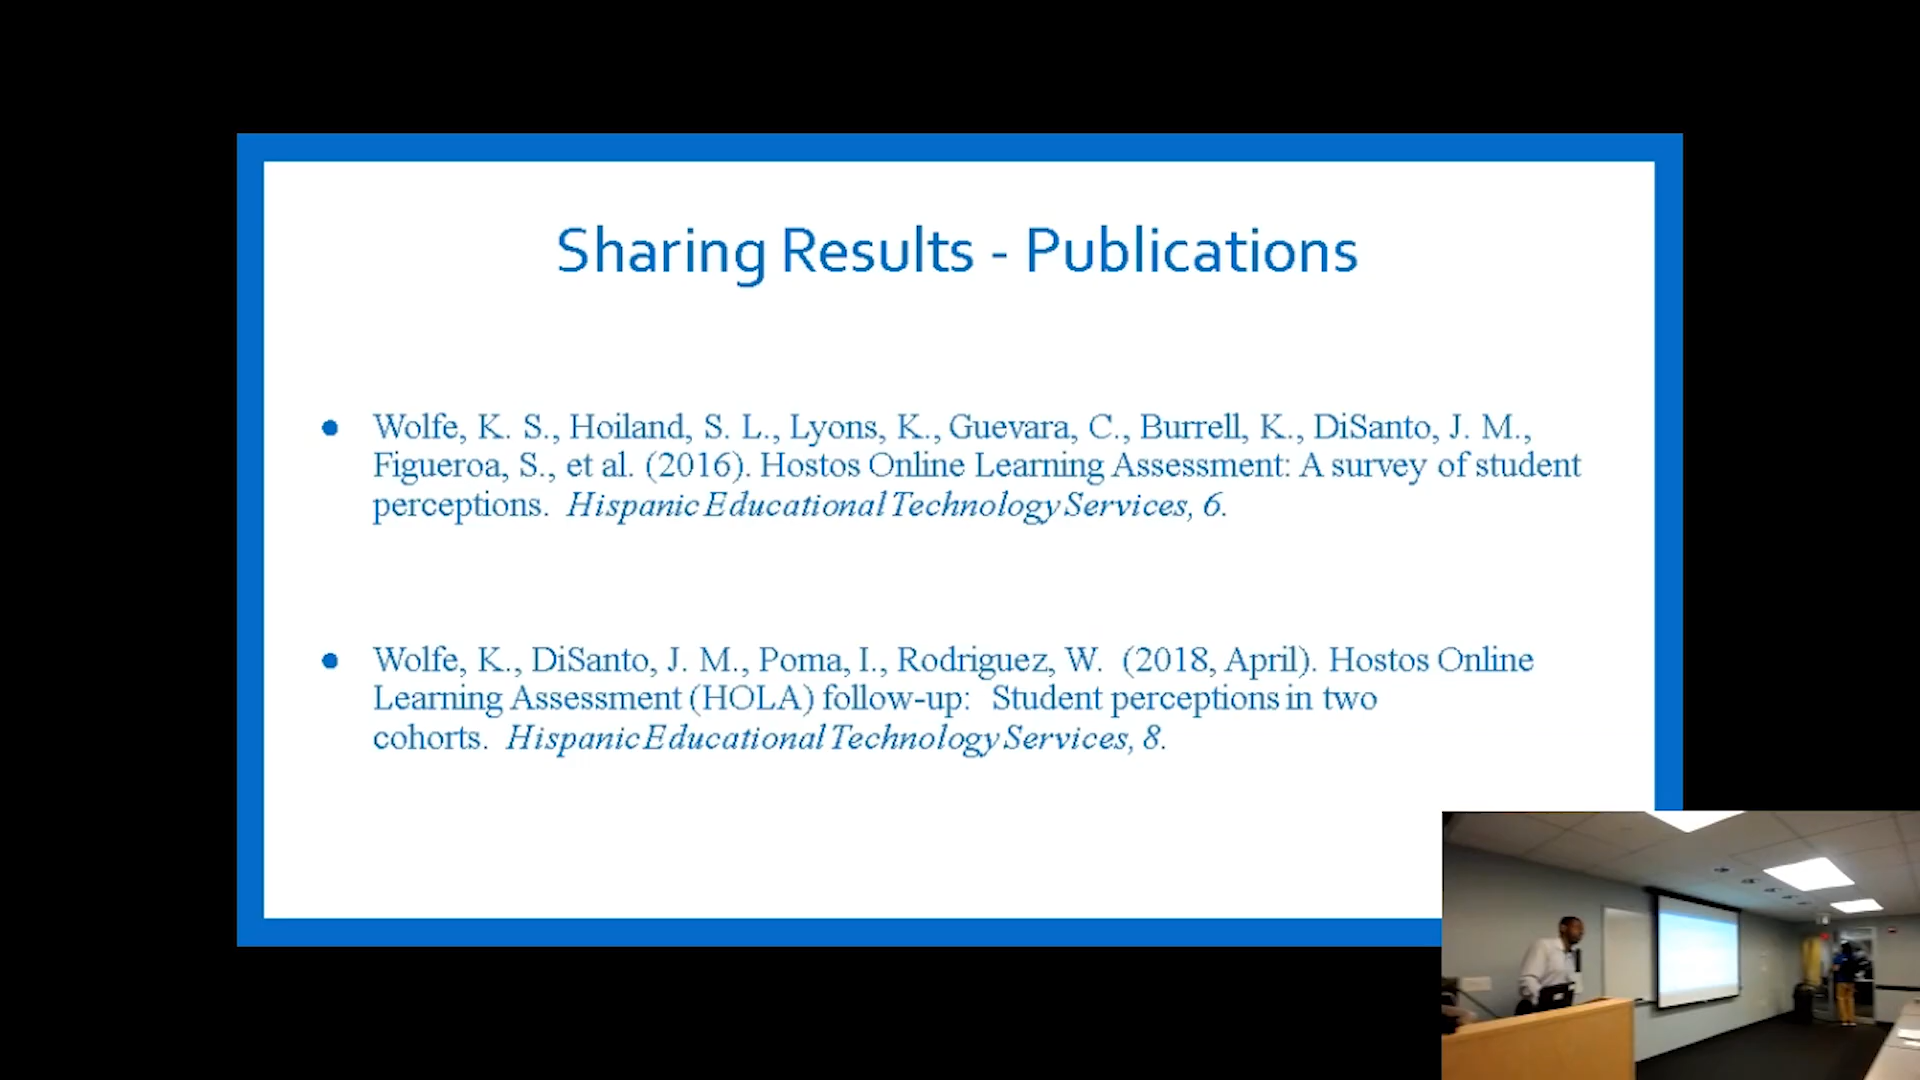 Sharing Results - Publications
● Wolfe, K. S., Hoiland, S. L., Lyons, K., Guevara, C., Burrell, K., DiSanto, J. M.,
Figueroa, S., et al. (2016). Hostos Online Learning Assessment: A survey of student
perceptions. Hispanic Educational Technology Services, 6.
● Wolfe, K., DiSanto, J. M., Poma, I., Rodriguez, W. (2018, April). Hostos Online
Learning Assessment (HOLA) follow-up: Student perceptions in two
cohorts. Hispanic Educational Technology Services, 8.